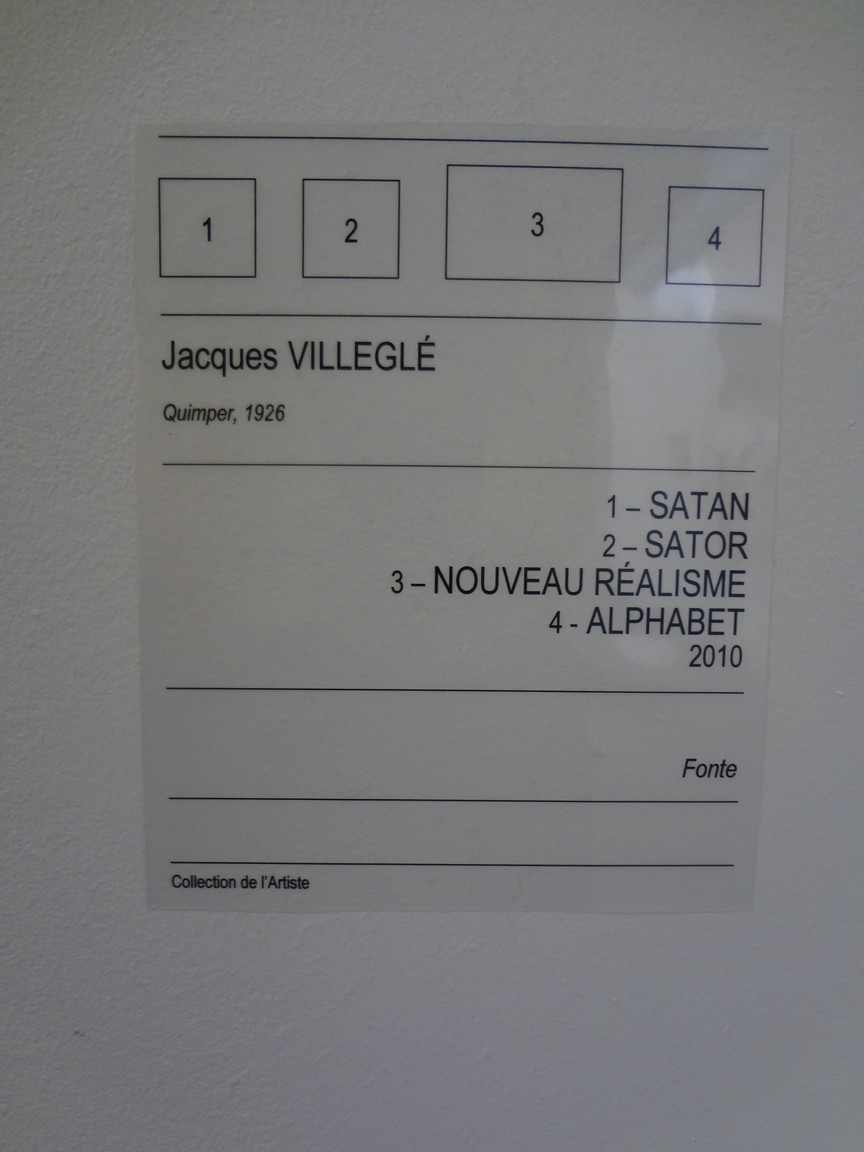 1 2 3 4
Jacques VILLEGLÉ
Quimper, 1926
1 – SATAN
2 – SATOR
3 – NOUVEAU RÉALISME
4 - ALPHABET
2010
Fonte
Collection de l'Artiste